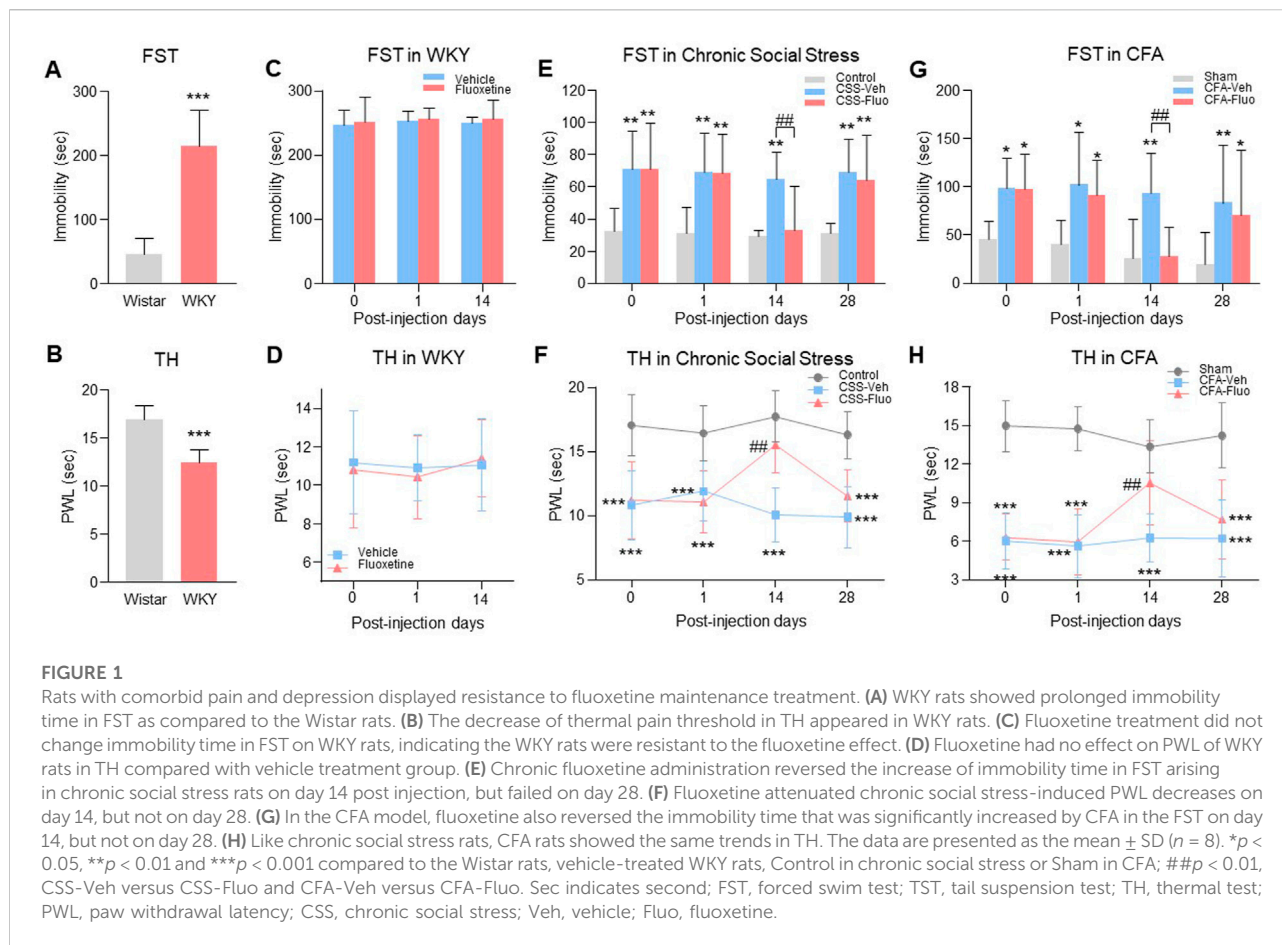 A
FST
Immobility (sec)
300
200
100
0
***
Wistar
WKY
C
FST in WKY
Vehicle
Fluoxetine
Immobility (sec)
300
200
100
0
0
1
14
Post-injection days
E
FST in Chronic Social Stress
Control
CSS-Veh
CSS-Fluo
Immobility (sec)
120
100
80
60
40
20
0
** **
** **
##
**
** **
0
1
14
28
Post-injection days
G
FST in CFA
Sham
CFA-Veh
CFA-Fluo
Immobility (sec)
200
150
100
50
0
* *
* *
##
**
** *
0
1
14
28
Post-injection days
B
TH
PWL (sec)
20
15
10
5
0
***
Wistar
WKY
D
TH in WKY
PWL (sec)
14
12
10
8
6
Vehicle
Fluoxetine
0
1
14
Post-injection days
F
TH in Chronic Social Stress
Control
CSS-Veh
CSS-Fluo
PWL (sec)
20
15
10
5
***
***
##
***
***
***
***
***
0
1
14
28
Post-injection days
H
TH in CFA
Sham
CFA-Veh
CFA-Fluo
PWL (sec)
18
15
12
9
6
3
***
***
##
***
***
***
***
***
0
1
14
28
Post-injection days
FIGURE 1
Rats with comorbid pain and depression displayed resistance to fluoxetine maintenance treatment. (A) WKY rats showed prolonged immobility
time in FST as compared to the Wistar rats. (B) The decrease of thermal pain threshold in TH appeared in WKY rats. (C) Fluoxetine treatment did not
change immobility time in FST on WKY rats, indicating the WKY rats were resistant to the fluoxetine effect. (D) Fluoxetine had no effect on PWL of WKY
rats in TH compared with vehicle treatment group. (E) Chronic fluoxetine administration reversed the increase of immobility time in FST arising
in chronic social stress rats on day 14 post injection, but failed on day 28. (F) Fluoxetine attenuated chronic social stress-induced PWL decreases on
day 14, but not on day 28. (G) In the CFA model, fluoxetine also reversed the immobility time that was significantly increased by CFA in the FST on day
14, but not on day 28. (H) Like chronic social stress rats, CFA rats showed the same trends in TH. The data are presented as the mean ± SD (n = 8). *p <
0.05, **p < 0.01 and ***p < 0.001 compared to the Wistar rats, vehicle-treated WKY rats, Control in chronic social stress or Sham in CFA; ##p < 0.01,
CSS-Veh versus CSS-Fluo and CFA-Veh versus CFA-Fluo. Sec indicates second; FST, forced swim test; TST, tail suspension test; TH, thermal test;
PWL, paw withdrawal latency; CSS, chronic social stress; Veh, vehicle; Fluo, fluoxetine.